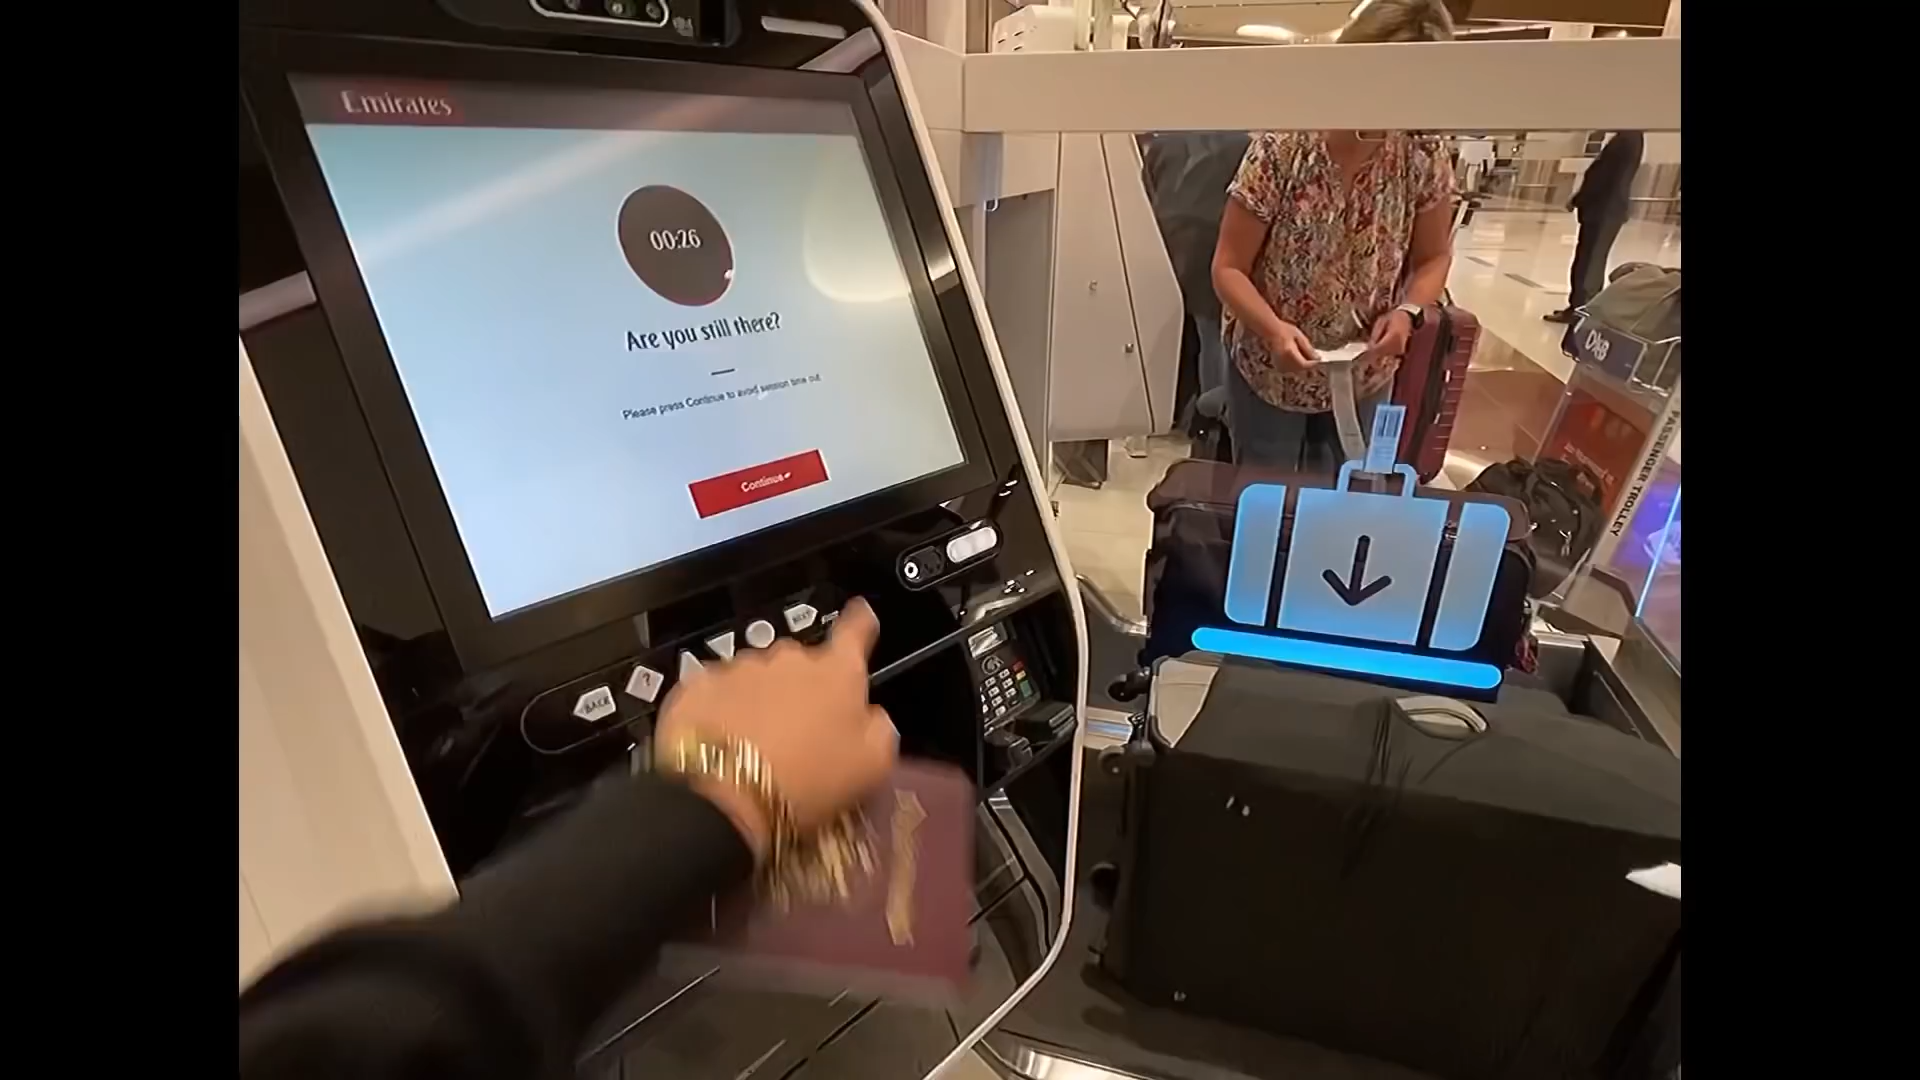 Emirates
00:26
Are you still there?
Please press Continue to avoid session time out
Continue
NEXT
?
BACK
DXB
PASSENGER TROLLEY